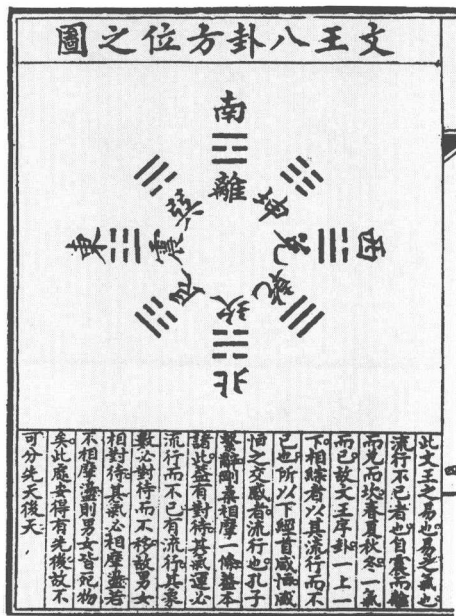 文王八卦方位之圖
南
離
坤
西
兌
乾
坎
北
艮
東
震
巽
此文王之易也易之氣也
流行不已者也自震而離
而兌而坎春夏秋冬一氣
而已故文王序卦一上一
下相綜者以其流行而不
已也所以下經首咸恒咸
恒之交感者流行也孔子
繫辭剛柔相摩一條蓋本
諸此蓋有對待其氣運必
流行而不已有流行其象
數必對待而不移故男女
相對待其氣必相摩盪若
不相摩盪則男女皆死物
矣此處安得有先後故不
可分先天後天
四